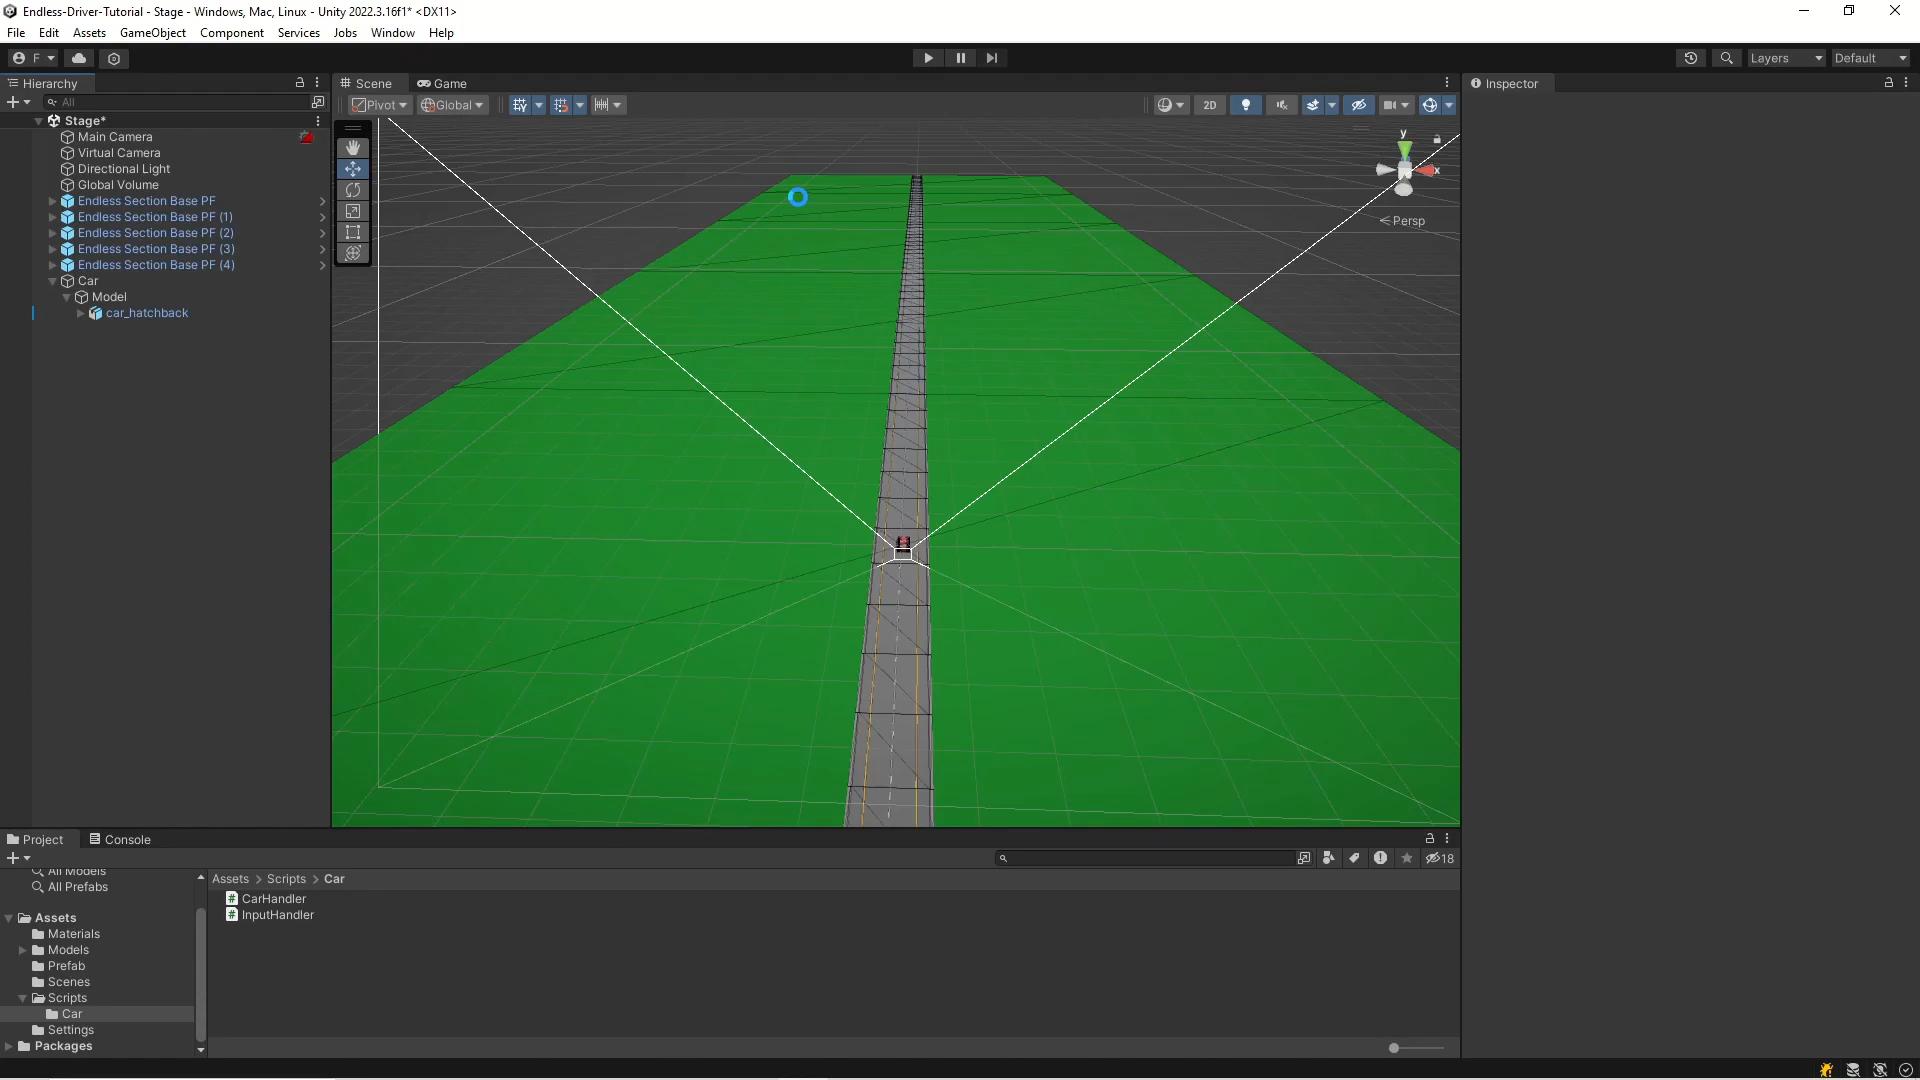 Endless-Driver-Tutorial - Stage - Windows, Mac, Linux - Unity 2022.3.16f1* <DX11>
File Edit Assets GameObject Component Services Jobs Window Help
F
Layers
Default
Hierarchy
All
Stage*
Main Camera
Virtual Camera
Directional Light
Global Volume
Endless Section Base PF
Endless Section Base PF (1)
Endless Section Base PF (2)
Endless Section Base PF (3)
Endless Section Base PF (4)
Car
Model
car_hatchback
Scene
Game
Pivot
Global
2D
y
x
Persp
Inspector
Project
Console
18
All Models
All Prefabs
Assets
Materials
Models
Prefab
Scenes
Scripts
Car
Settings
Packages
Assets > Scripts > Car
CarHandler
InputHandler